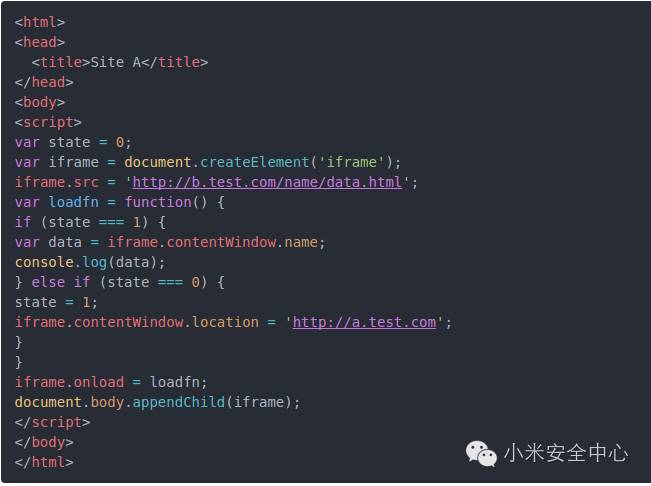 <html>
<head>
  <title>Site A</title>
</head>
<body>
<script>
var state = 0;
var iframe = document.createElement('iframe');
iframe.src = 'http://b.test.com/name/data.html';
var loadfn = function() {
if (state === 1) {
var data = iframe.contentWindow.name;
console.log(data);
} else if (state === 0) {
state = 1;
iframe.contentWindow.location = 'http://a.test.com';
}
}
iframe.onload = loadfn;
document.body.appendChild(iframe);
</script>
</body>
</html>
小米安全中心